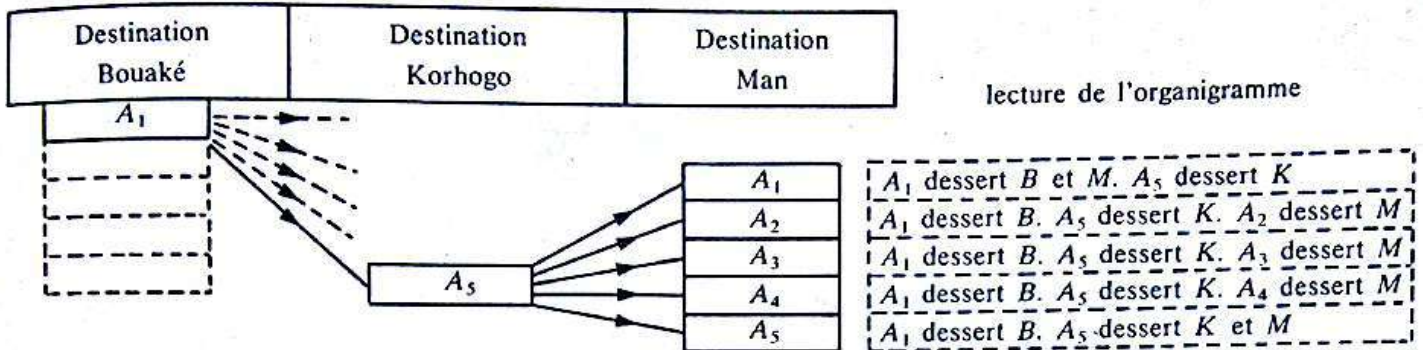 Destination Bouaké
Destination Korhogo
Destination Man
lecture de l'organigramme
A₁
A₅
A₁
A₂
A₃
A₄
A₅
A₁ dessert B et M. A₅ dessert K
A₁ dessert B. A₅ dessert K. A₂ dessert M
A₁ dessert B. A₅ dessert K. A₃ dessert M
A₁ dessert B. A₅ dessert K. A₄ dessert M
A₁ dessert B. A₅ dessert K et M